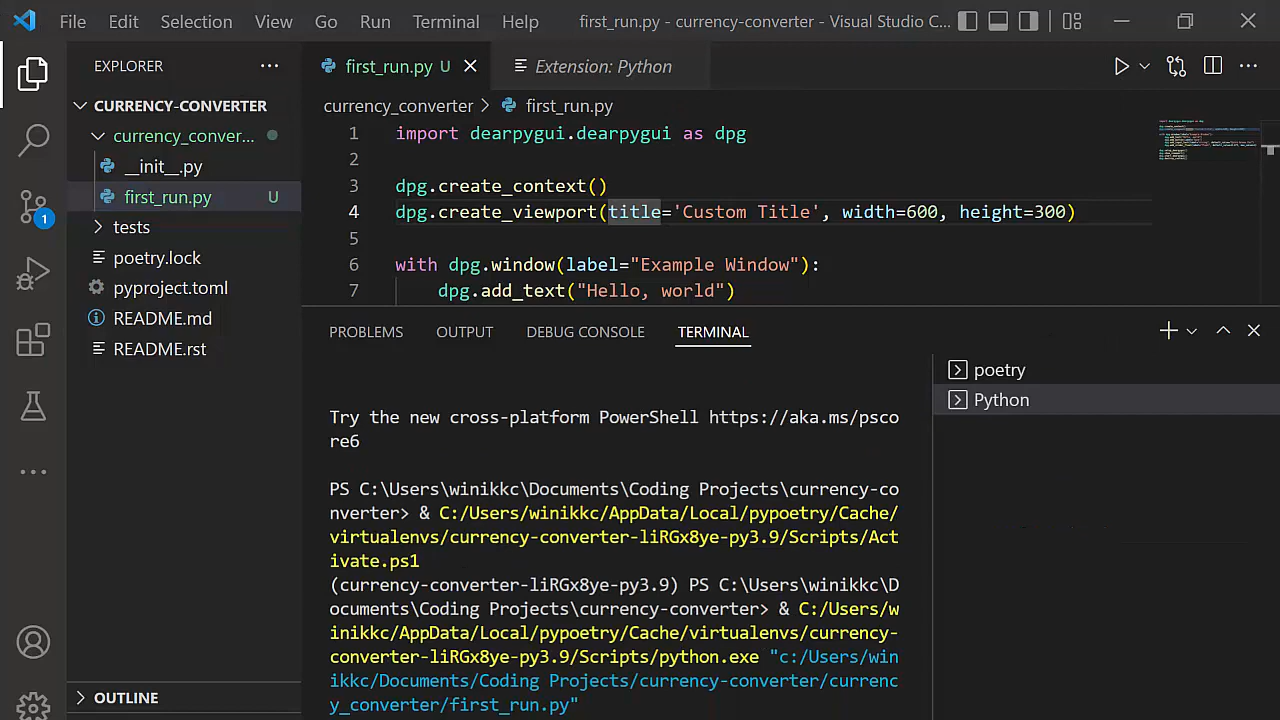 File Edit Selection View Go Run Terminal Help first_run.py - currency-converter - Visual Studio C...
EXPLORER
CURRENCY-CONVERTER
currency_conver...
__init__.py
first_run.py U
tests
poetry.lock
pyproject.toml
README.md
README.rst
OUTLINE
1
first_run.py U Extension: Python
currency_converter > first_run.py
1 import dearpygui.dearpygui as dpg
2
3 dpg.create_context()
4 dpg.create_viewport(title='Custom Title', width=600, height=300)
5
6 with dpg.window(label="Example Window"):
7 dpg.add_text("Hello, world")
PROBLEMS OUTPUT DEBUG CONSOLE TERMINAL
Try the new cross-platform PowerShell https://aka.ms/psco
re6
PS C:\Users\winikkc\Documents\Coding Projects\currency-co
nverter> & C:/Users/winikkc/AppData/Local/pypoetry/Cache/
virtualenvs/currency-converter-liRGx8ye-py3.9/Scripts/Act
ivate.ps1
(currency-converter-liRGx8ye-py3.9) PS C:\Users\winikkc\D
ocuments\Coding Projects\currency-converter> & C:/Users/w
inikkc/AppData/Local/pypoetry/Cache/virtualenvs/currency-
converter-liRGx8ye-py3.9/Scripts/python.exe "c:/Users/win
ikkc/Documents/Coding Projects/currency-converter/currenc
y_converter/first_run.py"
poetry
Python